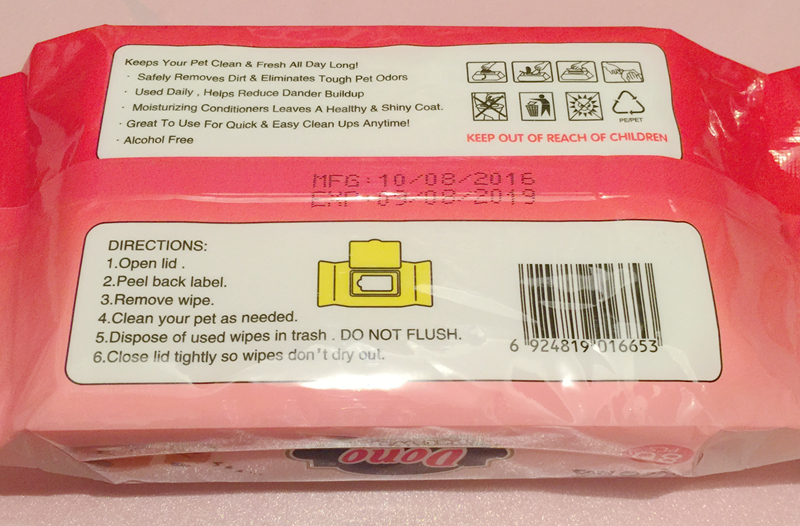 Keeps Your Pet Clean & Fresh All Day Long!
· Safely Removes Dirt & Eliminates Tough Pet Odors
· Used Daily , Helps Reduce Dander Buildup
· Moisturizing Conditioners Leaves A Healthy & Shiny Coat.
· Great To Use For Quick & Easy Clean Ups Anytime!
· Alcohol Free
PE/PET
KEEP OUT OF REACH OF CHILDREN
MFG:10/08/2016
EXP:09/08/2019
DIRECTIONS:
1.Open lid .
2.Peel back label.
3.Remove wipe.
4.Clean your pet as needed.
5.Dispose of used wipes in trash . DO NOT FLUSH.
6.Close lid tightly so wipes don't dry out.
6 924819 016653
Dono